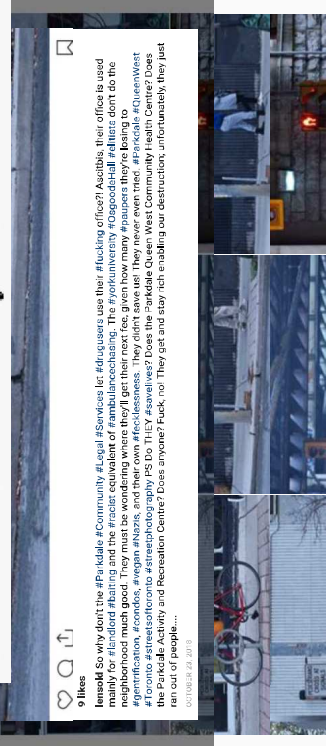 9 likes
lensold So why don't the #Parkdale #Community #Legal #Services let #drugusers use their #fucking office?! Ascitbis, their office is used
mainly for #landlord #baiting and the #racist equivalent of #ambulancechasing. The #yorkuniversity #OsgoodeHall #elitists don't do the
neighborhood much good. They must be wondering where they'll get their next fee, given how many #paupers they're losing to
#gentrification, #condos, #vegan #Nazis, and their own #fecklessness. They didn't save us! They never even tried. #Parkdale #QueenWest
#Toronto #streetsoftoronto #streetphotography PS Do THEY #savelives? Does the Parkdale Queen West Community Health Centre? Does
the Parkdale Activity and Recreation Centre? Does anyone? Fuck, no! They get and stay rich enabling our destruction; unfortunately, they just
ran out of people....
OCTOBER 23, 2018